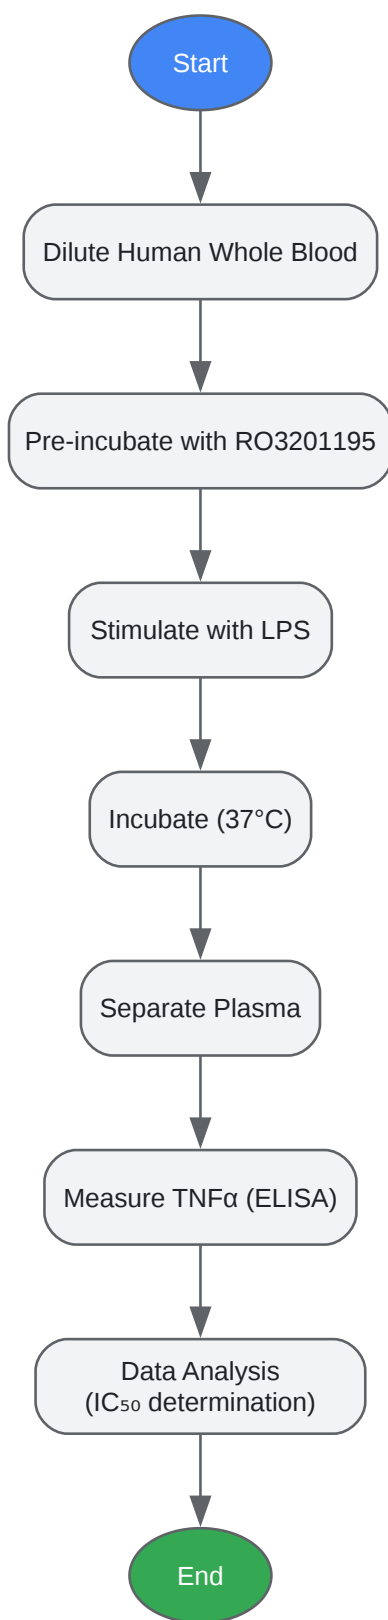 Start
Dilute Human Whole Blood
Pre-incubate with RO3201195
Stimulate with LPS
Incubate (37°C)
Separate Plasma
Measure TNFα (ELISA)
Data Analysis
(IC₅₀ determination)
End